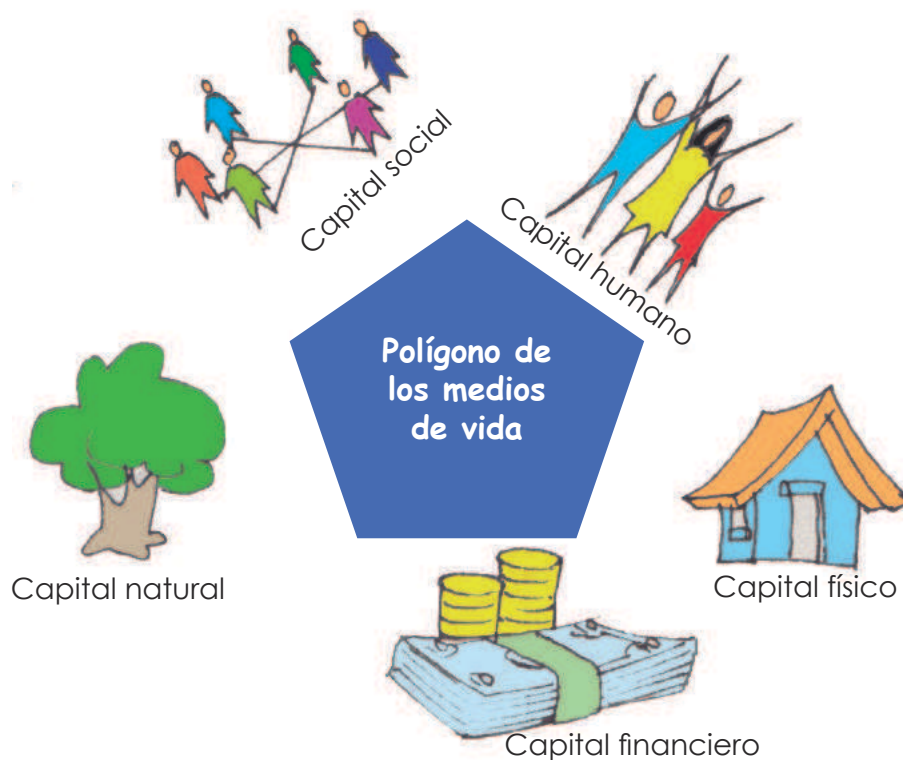 Capital social
Capital humano
Polígono de
los medios
de vida
Capital natural
Capital físico
Capital financiero